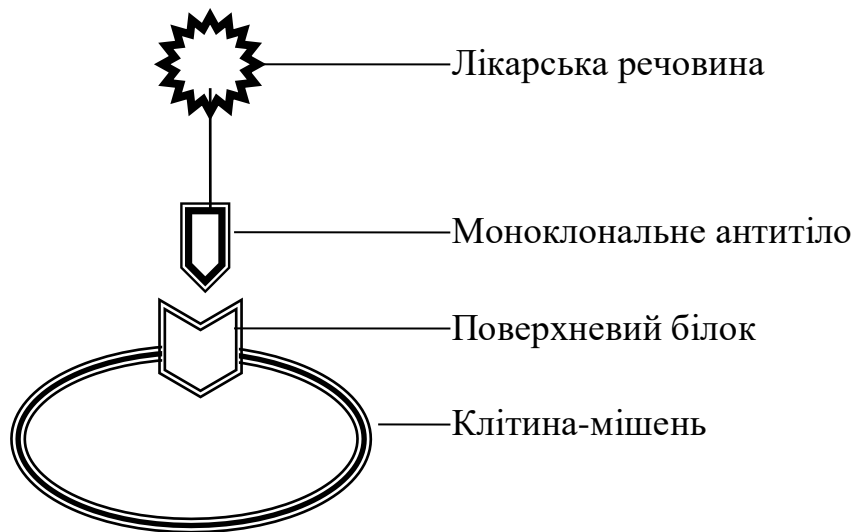 Лікарська речовина
Моноклональне антитіло
Поверхневий білок
Клітина-мішень